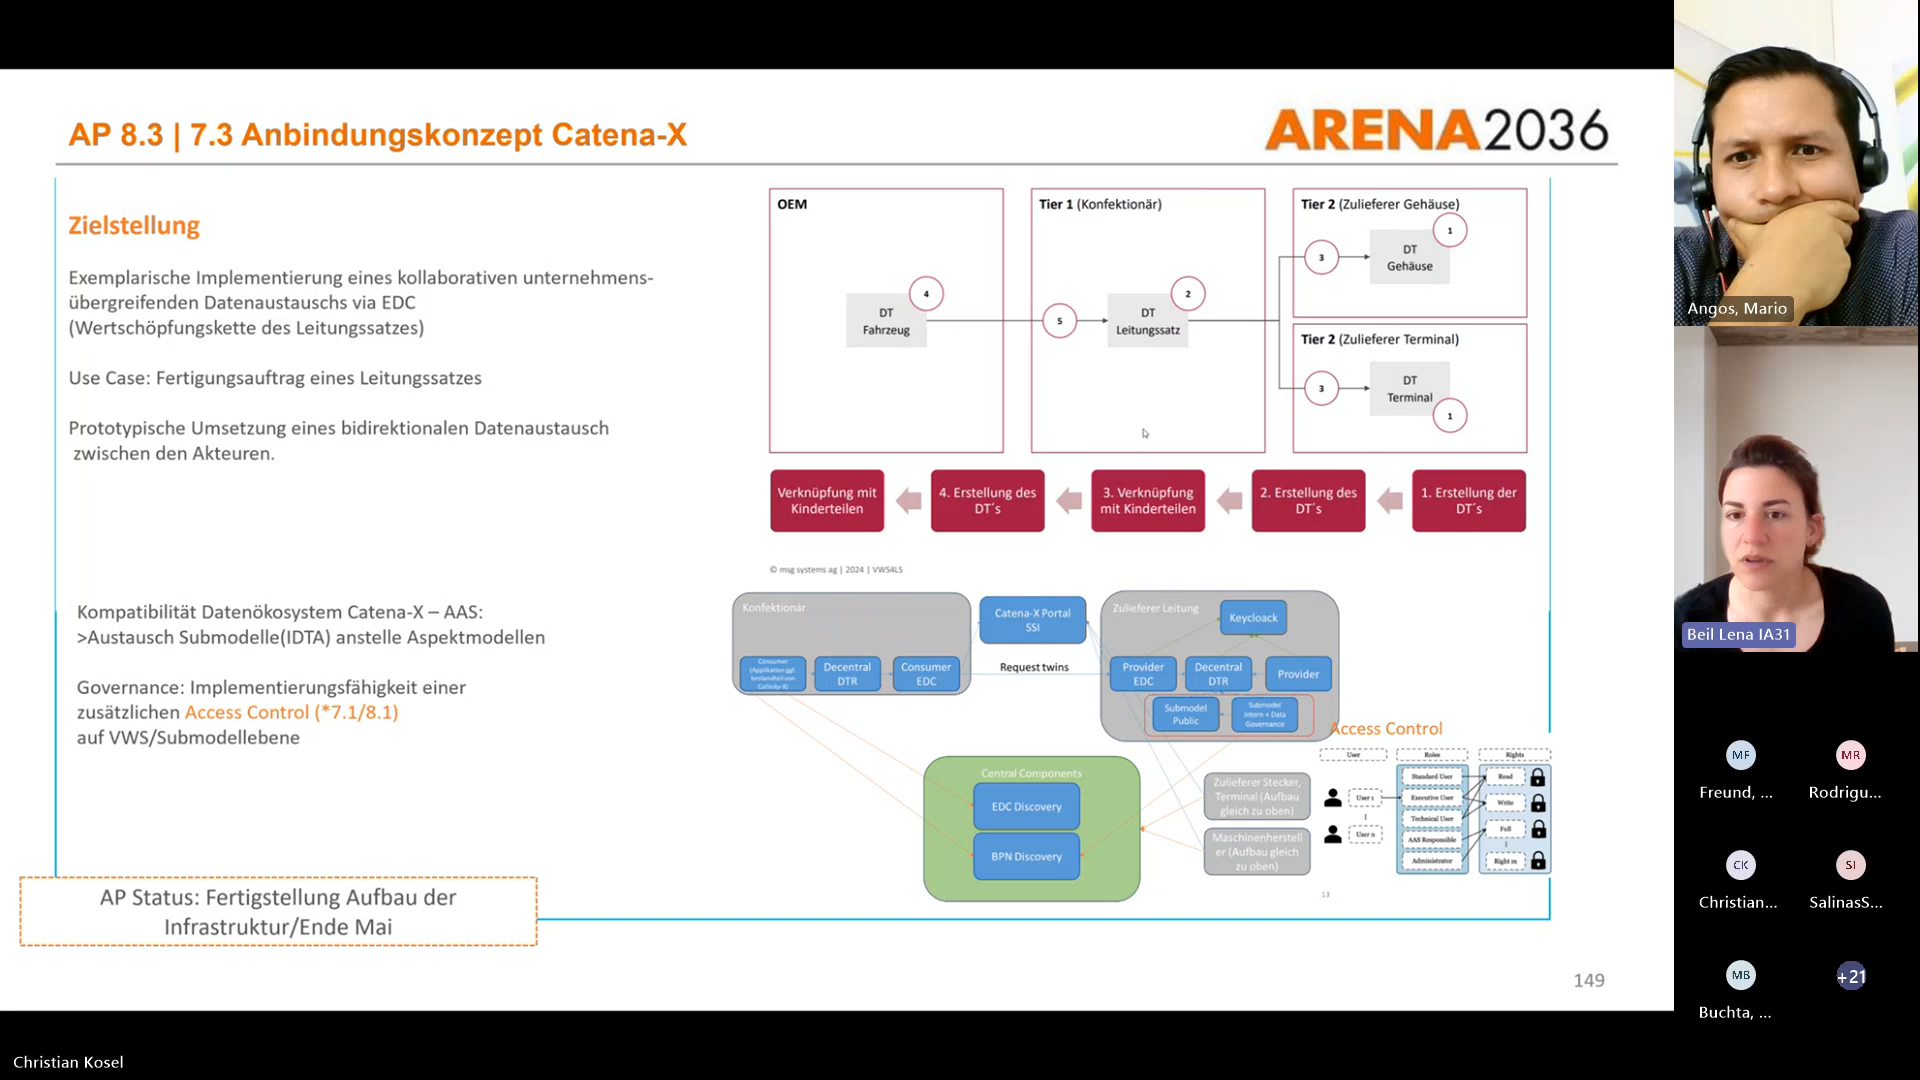 AP 8.3 | 7.3 Anbindungskonzept Catena-X
ARENA2036
Zielstellung
Exemplarische Implementierung eines kollaborativen unternehmens-
übergreifenden Datenaustauschs via EDC
(Wertschöpfungskette des Leitungssatzes)
Use Case: Fertigungsauftrag eines Leitungssatzes
Prototypische Umsetzung eines bidirektionalen Datenaustausch
zwischen den Akteuren.
Kompatibilität Datenökosystem Catena-X – AAS:
>Austausch Submodelle(IDTA) anstelle Aspektmodellen
Governance: Implementierungsfähigkeit einer
zusätzlichen Access Control (*7.1/8.1)
auf VWS/Submodellebene
AP Status: Fertigstellung Aufbau der
Infrastruktur/Ende Mai
OEM
4
DT
Fahrzeug
Tier 1 (Konfektionär)
5
2
DT
Leitungssatz
Tier 2 (Zulieferer Gehäuse)
1
3
DT
Gehäuse
Tier 2 (Zulieferer Terminal)
3
DT
Terminal
1
Verknüpfung mit
Kinderteilen
4. Erstellung des
DT´s
3. Verknüpfung
mit Kinderteilen
2. Erstellung des
DT´s
1. Erstellung der
DT´s
© msg systems ag | 2024 | VWS4LS
Konfektionär
Consumer
(Applikation ggf.
bestandteil von
Cofinity-X)
Decentral
DTR
Consumer
EDC
Catena-X Portal
SSI
Request twins
Zulieferer Leitung
Keycloack
Provider
EDC
Decentral
DTR
Provider
Submodel
Public
Submodel
Intern + Data
Governance
Central Components
EDC Discovery
BPN Discovery
Zulieferer Stecker,
Terminal (Aufbau
gleich zu oben)
Maschinenherstell
er (Aufbau gleich
zu oben)
Access Control
User
Roles
Rights
User 1
User n
Standard User
Executive User
Technical User
AAS Responsible
Administrator
Read
Write
Full
Right m
13
149
Angos, Mario
Beil Lena IA31
MF
Freund, ...
MR
Rodrigu...
CK
Christian...
SI
SalinasS...
MB
Buchta, ...
+21
Christian Kosel